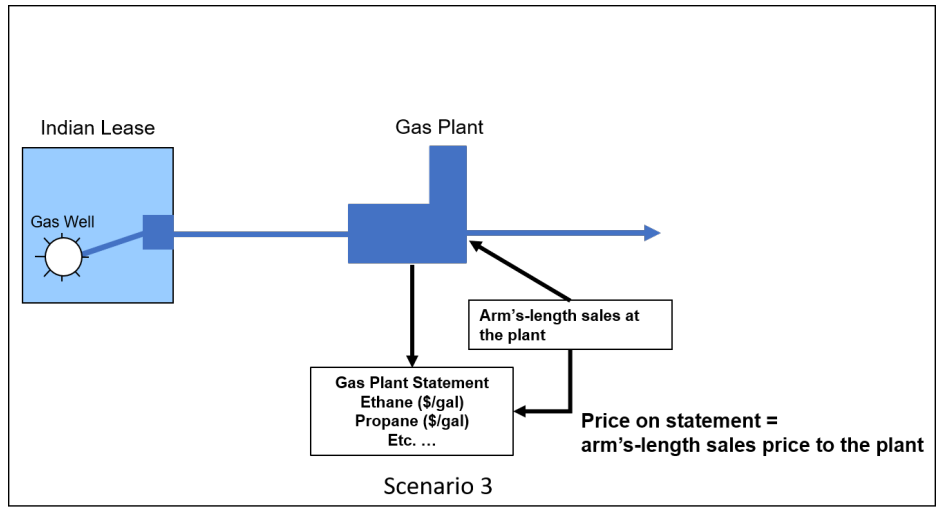 Indian Lease
Gas Plant
Gas Well
Arm's-length sales at
the plant
Gas Plant Statement
Ethane ($/gal)
Propane ($/gal)
Etc. …
Price on statement =
arm's-length sales price to the plant
Scenario 3